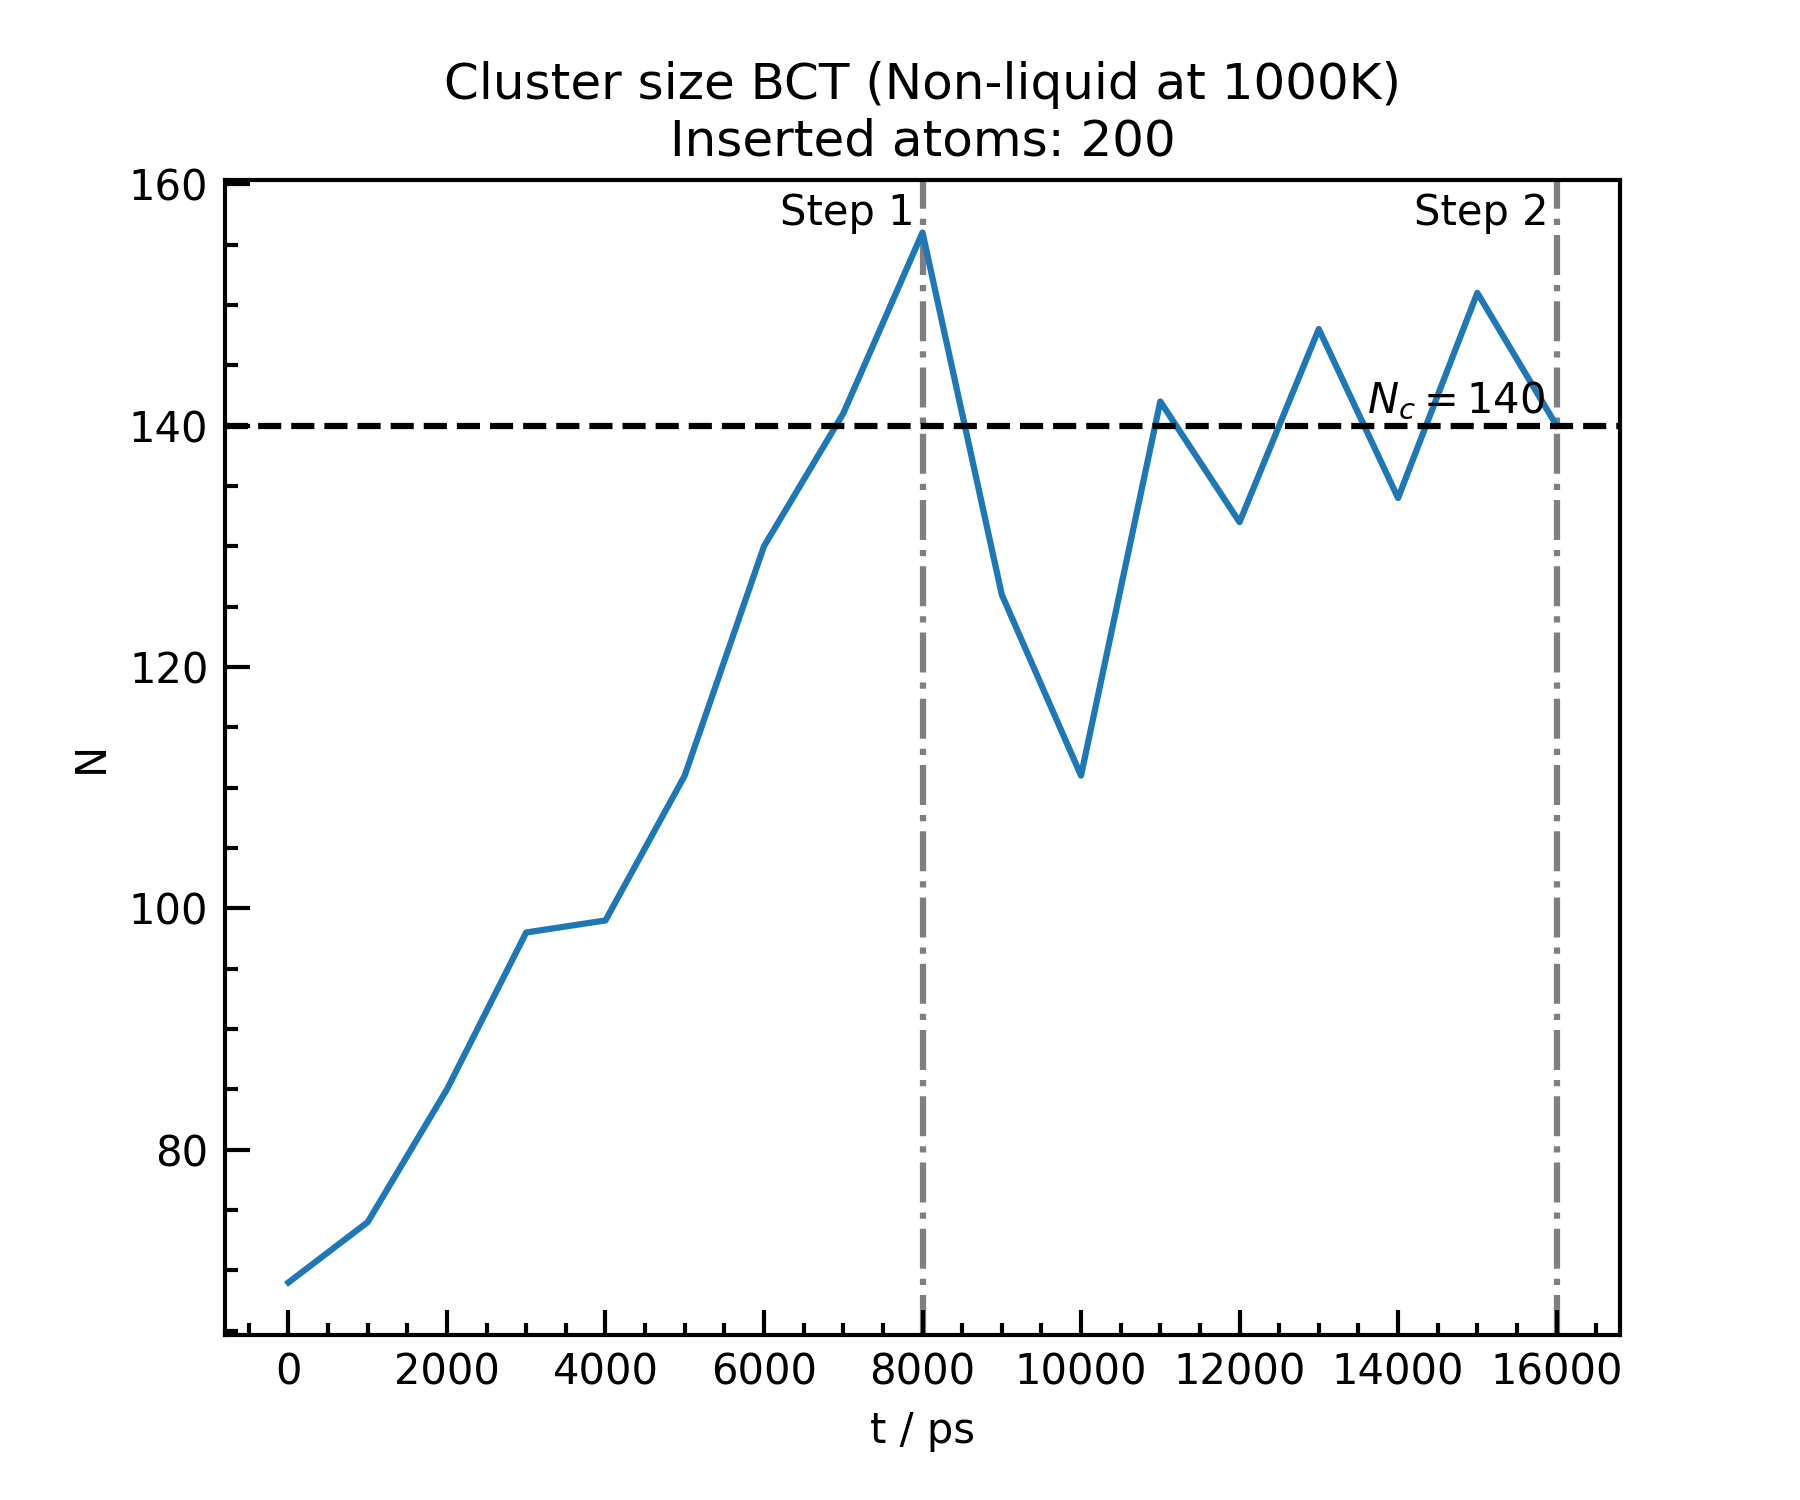 Cluster size BCT (Non-liquid at 1000K)
Inserted atoms: 200
160
Step 1
Step 2
N_c = 140
140
120
N
100
80
0 2000 4000 6000 8000 10000 12000 14000 16000
t / ps